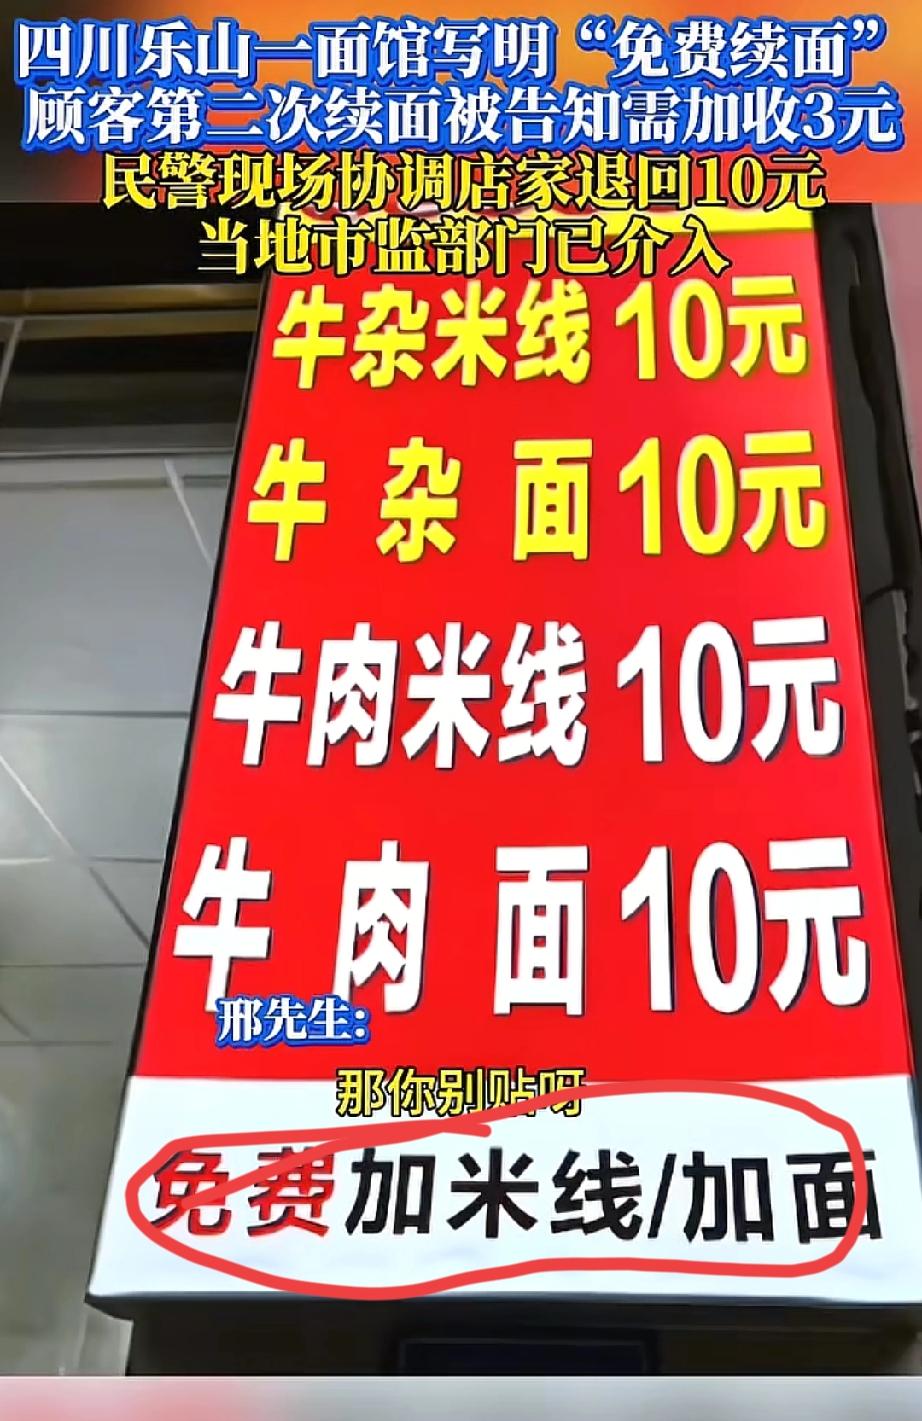 四川乐山一面馆写明“免费续面”
顾客第二次续面被告知需加收3元
民警现场协调店家退回10元
当地市监部门已介入
牛杂米线10元
牛杂面10元
牛肉米线10元
牛肉面10元
邢先生:
那你别贴呀
免费加米线/加面